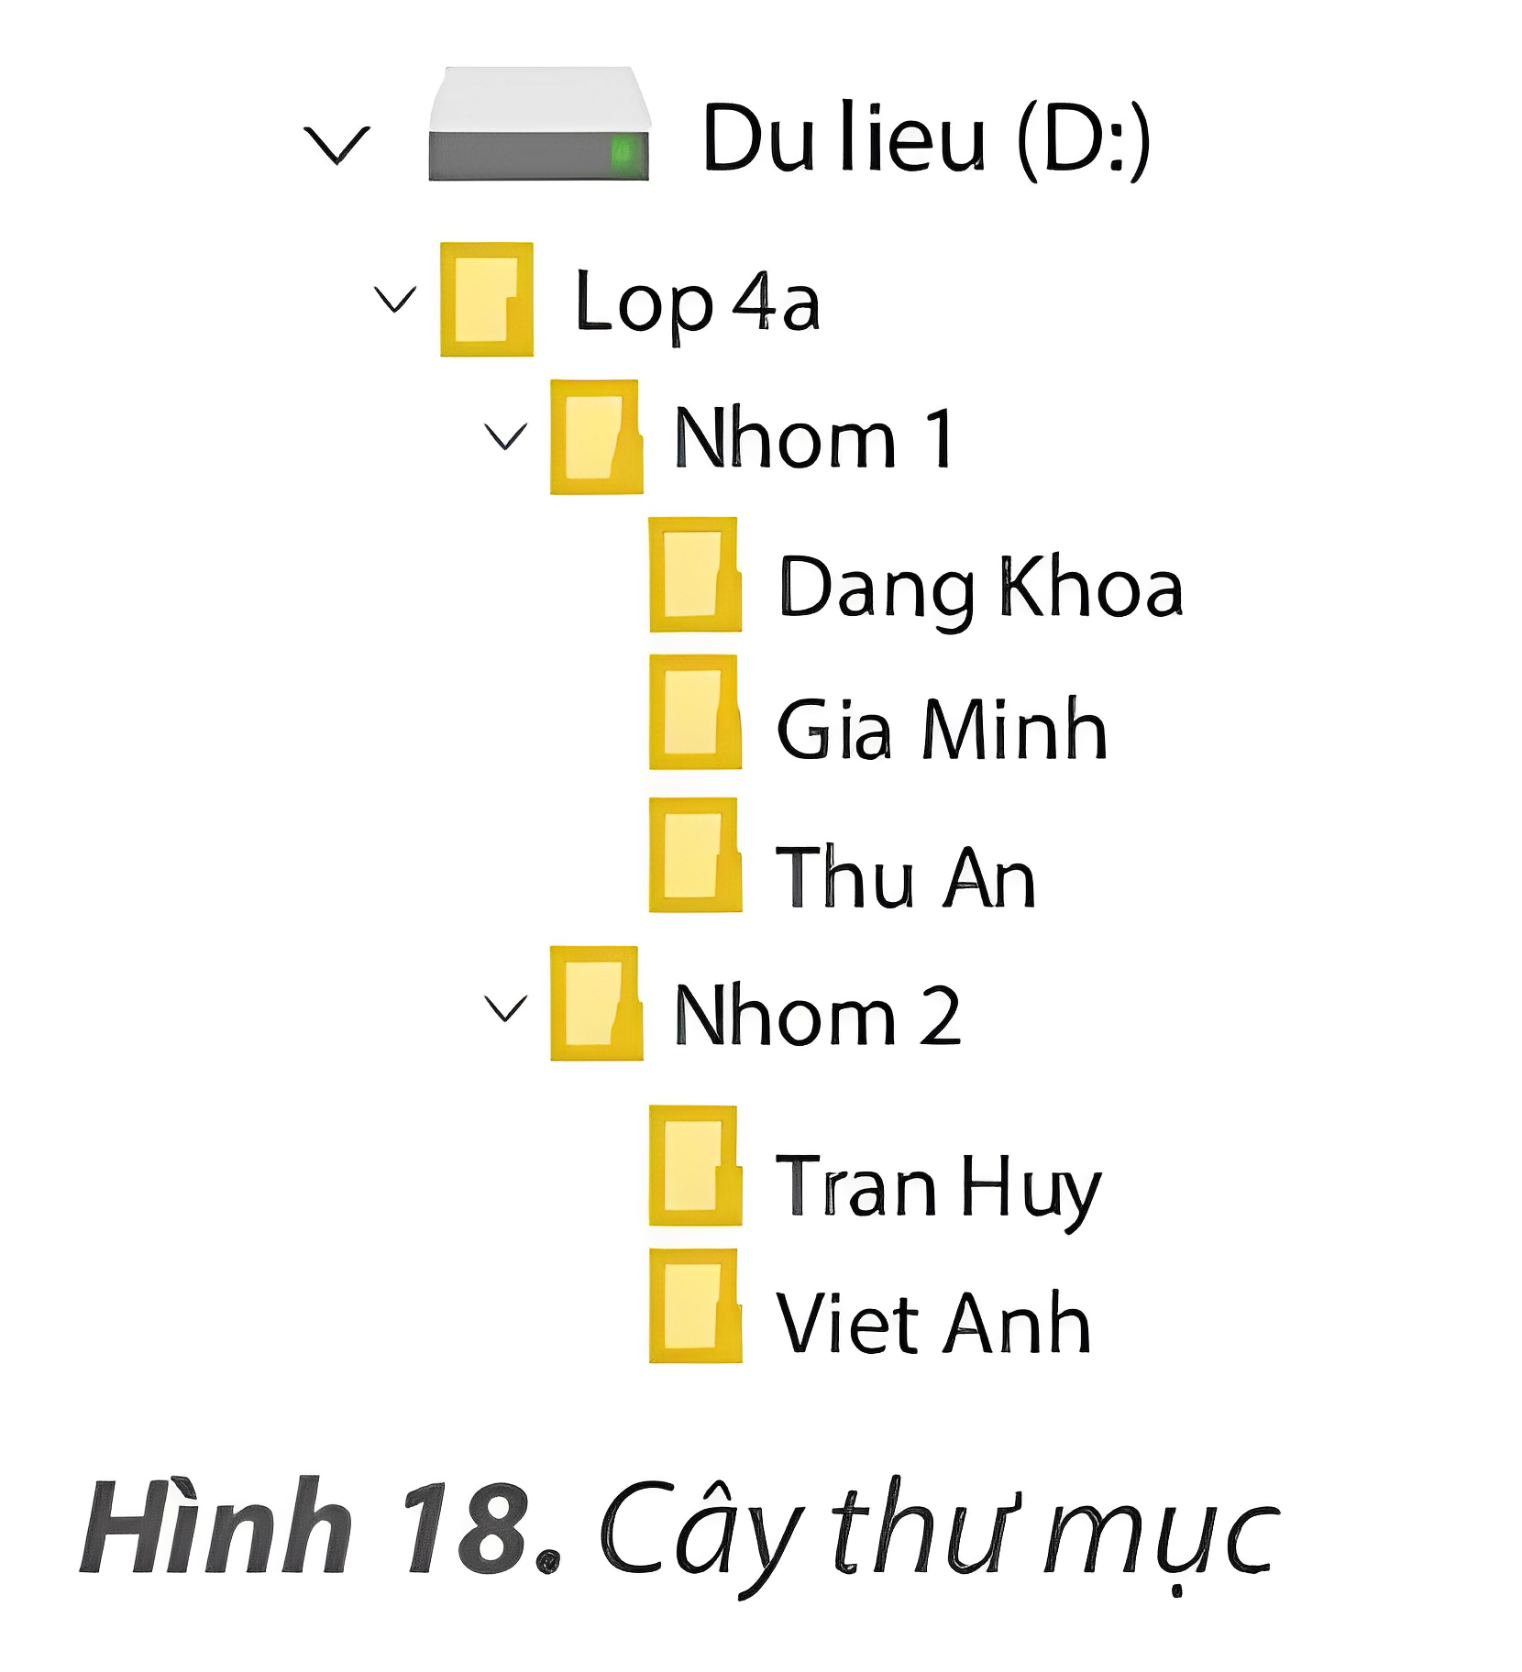 Du lieu (D:)
Lop 4a
Nhom 1
Dang Khoa
Gia Minh
Thu An
Nhom 2
Tran Huy
Viet Anh
Hình 18. Cây thư mục